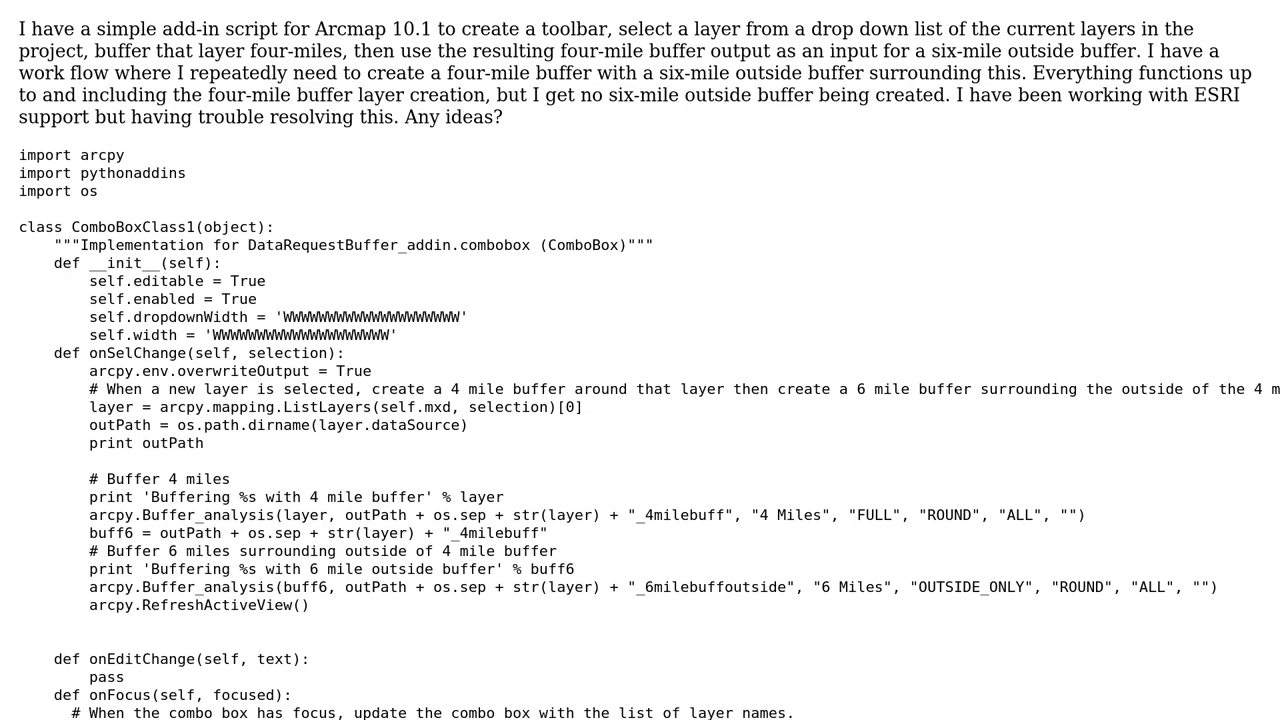 I have a simple add-in script for Arcmap 10.1 to create a toolbar, select a layer from a drop down list of the current layers in the
project, buffer that layer four-miles, then use the resulting four-mile buffer output as an input for a six-mile outside buffer. I have a
work flow where I repeatedly need to create a four-mile buffer with a six-mile outside buffer surrounding this. Everything functions up
to and including the four-mile buffer layer creation, but I get no six-mile outside buffer being created. I have been working with ESRI
support but having trouble resolving this. Any ideas?
import arcpy
import pythonaddins
import os
class ComboBoxClass1(object):
    """Implementation for DataRequestBuffer_addin.combobox (ComboBox)"""
    def __init__(self):
        self.editable = True
        self.enabled = True
        self.dropdownWidth = 'WWWWWWWWWWWWWWWWWWWW'
        self.width = 'WWWWWWWWWWWWWWWWWWWW'
    def onSelChange(self, selection):
        arcpy.env.overwriteOutput = True
        # When a new layer is selected, create a 4 mile buffer around that layer then create a 6 mile buffer surrounding the outside of the 4 m
        layer = arcpy.mapping.ListLayers(self.mxd, selection)[0]
        outPath = os.path.dirname(layer.dataSource)
        print outPath
        # Buffer 4 miles
        print 'Buffering %s with 4 mile buffer' % layer
        arcpy.Buffer_analysis(layer, outPath + os.sep + str(layer) + "_4milebuff", "4 Miles", "FULL", "ROUND", "ALL", "")
        buff6 = outPath + os.sep + str(layer) + "_4milebuff"
        # Buffer 6 miles surrounding outside of 4 mile buffer
        print 'Buffering %s with 6 mile outside buffer' % buff6
        arcpy.Buffer_analysis(buff6, outPath + os.sep + str(layer) + "_6milebuffoutside", "6 Miles", "OUTSIDE_ONLY", "ROUND", "ALL", "")
        arcpy.RefreshActiveView()
    def onEditChange(self, text):
        pass
    def onFocus(self, focused):
      # When the combo box has focus, update the combo box with the list of layer names.